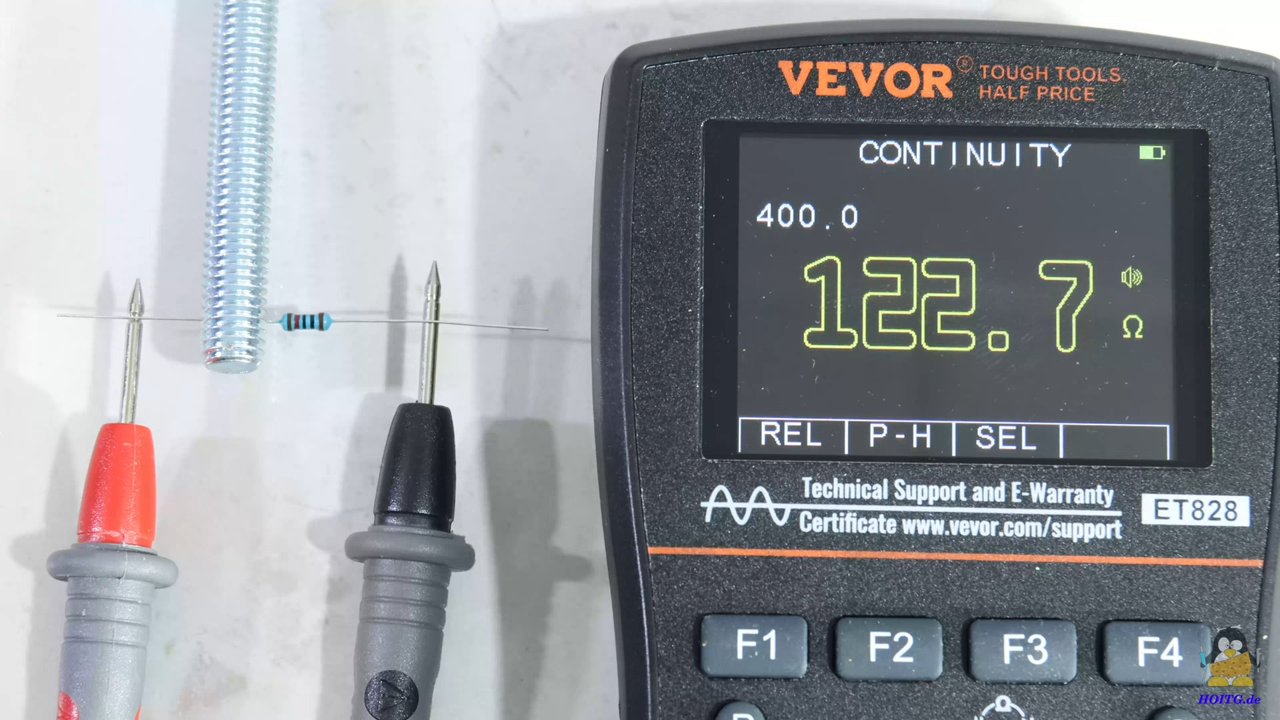 VEVOR® TOUGH TOOLS,
HALF PRICE
CONTINUITY
400.0
122.7
Ω
REL P-H SEL
Technical Support and E-Warranty
Certificate www.vevor.com/support
ET828
F1 F2 F3 F4
Ω
HOITG.de